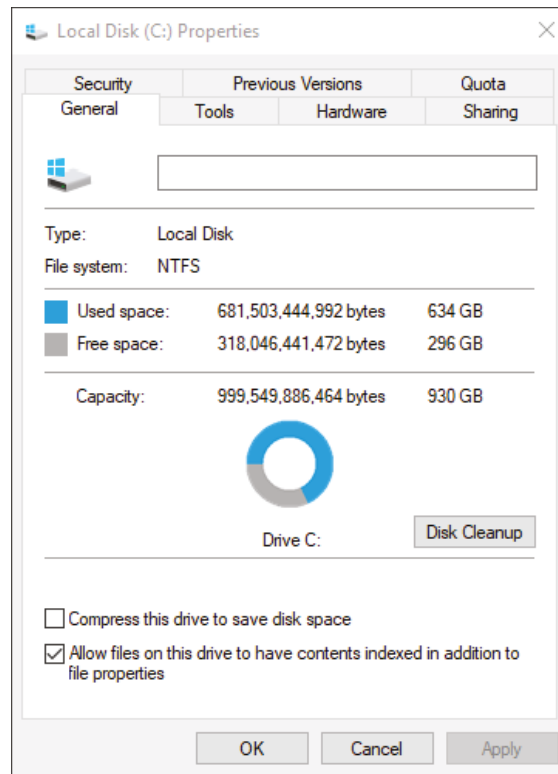 Local Disk (C:) Properties
Security Previous Versions Quota
General Tools Hardware Sharing
Type: Local Disk
File system: NTFS
Used space: 681,503,444,992 bytes 634 GB
Free space: 318,046,441,472 bytes 296 GB
Capacity: 999,549,886,464 bytes 930 GB
Drive C:
Disk Cleanup
Compress this drive to save disk space
Allow files on this drive to have contents indexed in addition to
file properties
OK Cancel Apply